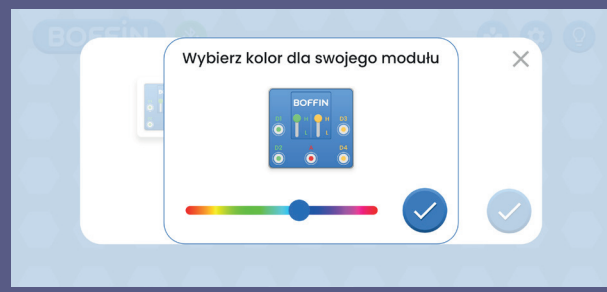 BOFFIN
Wybierz kolor dla swojego modułu
BOFFIN
D1 H H D3
L L
D2 D4